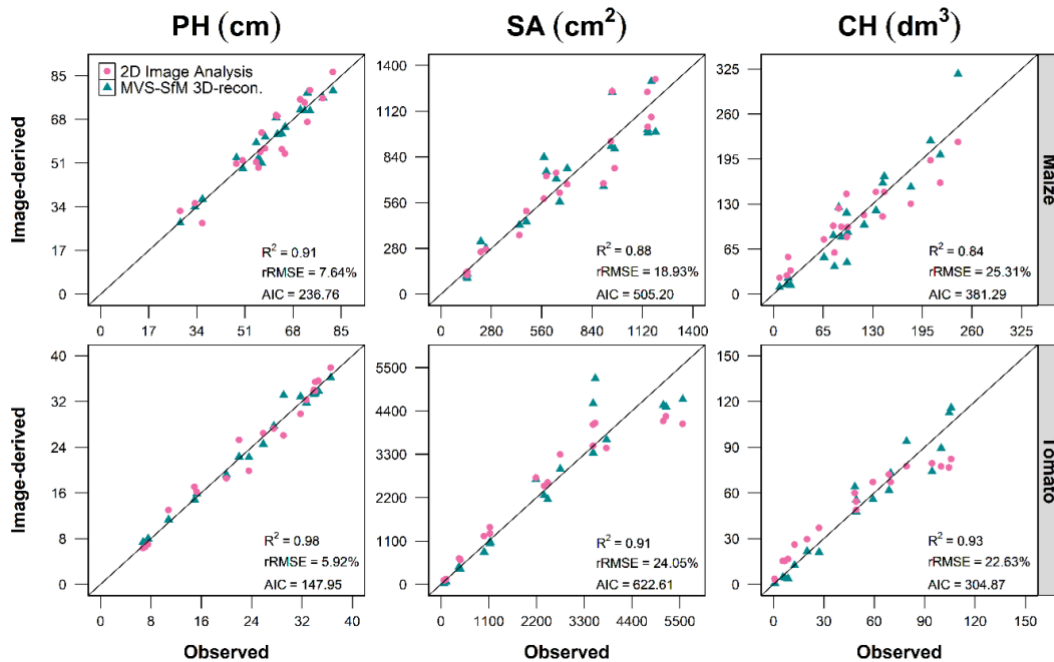 PH (cm) SA (cm²) CH (dm³)
2D Image Analysis
MVS-SfM 3D-recon.
Image-derived
85
68
51
34
17
0
R² = 0.91
rRMSE = 7.64%
AIC = 236.76
0 17 34 51 68 85
1400
1120
840
560
280
0
R² = 0.88
rRMSE = 18.93%
AIC = 505.20
0 280 560 840 1120 1400
325
260
195
130
65
0
R² = 0.84
rRMSE = 25.31%
AIC = 381.29
0 65 130 195 260 325
Maize
Image-derived
40
32
24
16
8
0
R² = 0.98
rRMSE = 5.92%
AIC = 147.95
0 8 16 24 32 40
Observed
5500
4400
3300
2200
1100
0
R² = 0.91
rRMSE = 24.05%
AIC = 622.61
0 1100 2200 3300 4400 5500
Observed
150
120
90
60
30
0
R² = 0.93
rRMSE = 22.63%
AIC = 304.87
0 30 60 90 120 150
Observed
Tomato